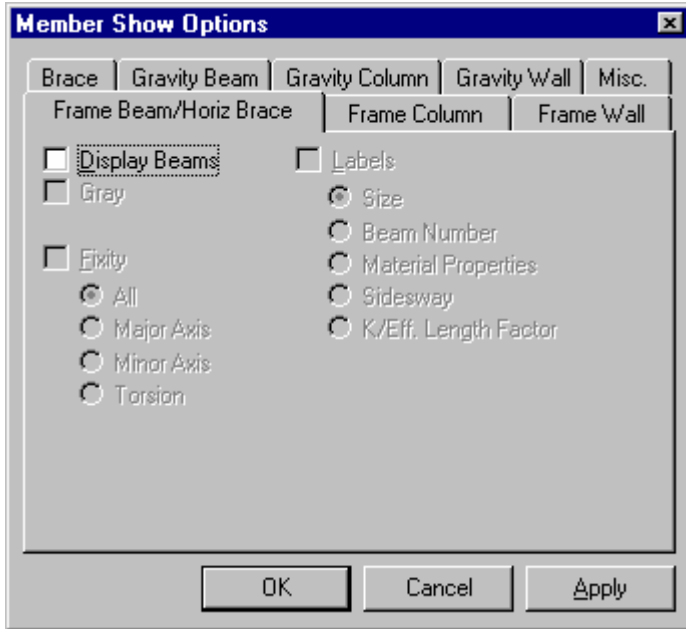 Member Show Options
Brace Gravity Beam Gravity Column Gravity Wall Misc.
Frame Beam/Horiz Brace Frame Column Frame Wall
Display Beams Labels
Gray Size
Beam Number
Fixity Material Properties
All Sidesway
Major Axis K/Eff. Length Factor
Minor Axis
Torsion
OK Cancel Apply